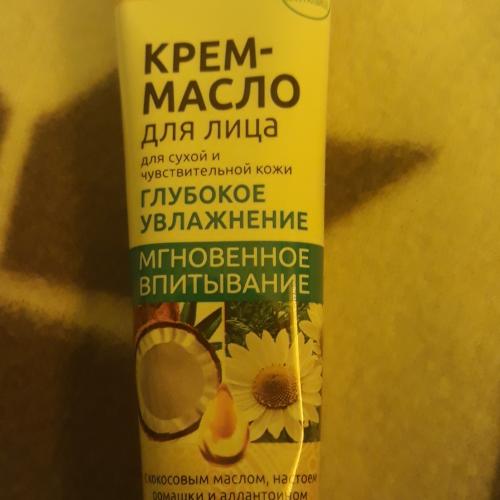 КРЕМ-
МАСЛО
для лица
для сухой и
чувствительной кожи
ГЛУБОКОЕ
УВЛАЖНЕНИЕ
МГНОВЕННОЕ
ВПИТЫВАНИЕ
с кокосовым маслом, настоем
ромашки и аллантоином